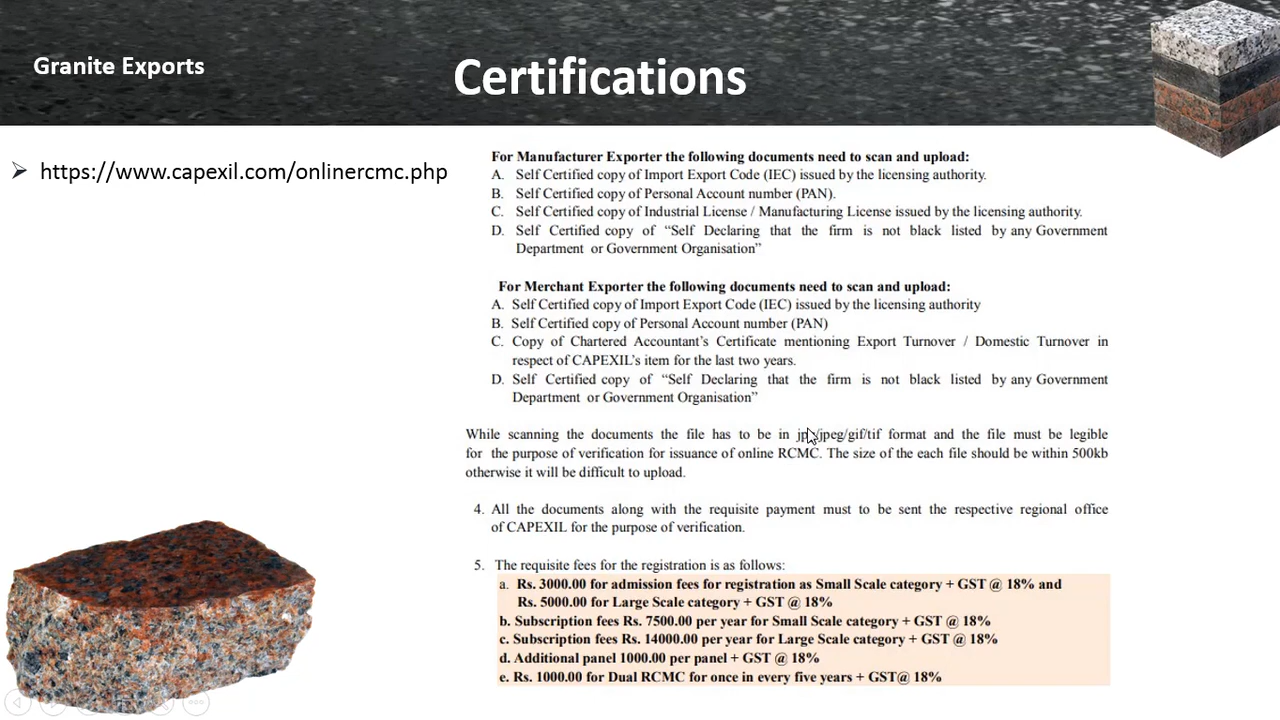 Granite Exports
Certifications
https://www.capexil.com/onlinercmc.php
For Manufacturer Exporter the following documents need to scan and upload:
A. Self Certified copy of Import Export Code (IEC) issued by the licensing authority.
B. Self Certified copy of Personal Account number (PAN).
C. Self Certified copy of Industrial License / Manufacturing License issued by the licensing authority.
D. Self Certified copy of “Self Declaring that the firm is not black listed by any Government
Department or Government Organisation”
For Merchant Exporter the following documents need to scan and upload:
A. Self Certified copy of Import Export Code (IEC) issued by the licensing authority
B. Self Certified copy of Personal Account number (PAN)
C. Copy of Chartered Accountant’s Certificate mentioning Export Turnover / Domestic Turnover in
respect of CAPEXIL’s item for the last two years.
D. Self Certified copy of “Self Declaring that the firm is not black listed by any Government
Department or Government Organisation”
While scanning the documents the file has to be in jpg/jpeg/gif/tif format and the file must be legible
for the purpose of verification for issuance of online RCMC. The size of the each file should be within 500kb
otherwise it will be difficult to upload.
4. All the documents along with the requisite payment must to be sent the respective regional office
of CAPEXIL for the purpose of verification.
5. The requisite fees for the registration is as follows:
a. Rs. 3000.00 for admission fees for registration as Small Scale category + GST @ 18% and
Rs. 5000.00 for Large Scale category + GST @ 18%
b. Subscription fees Rs. 7500.00 per year for Small Scale category + GST @ 18%
c. Subscription fees Rs. 14000.00 per year for Large Scale category + GST @ 18%
d. Additional panel 1000.00 per panel + GST @ 18%
e. Rs. 1000.00 for Dual RCMC for once in every five years + GST@ 18%